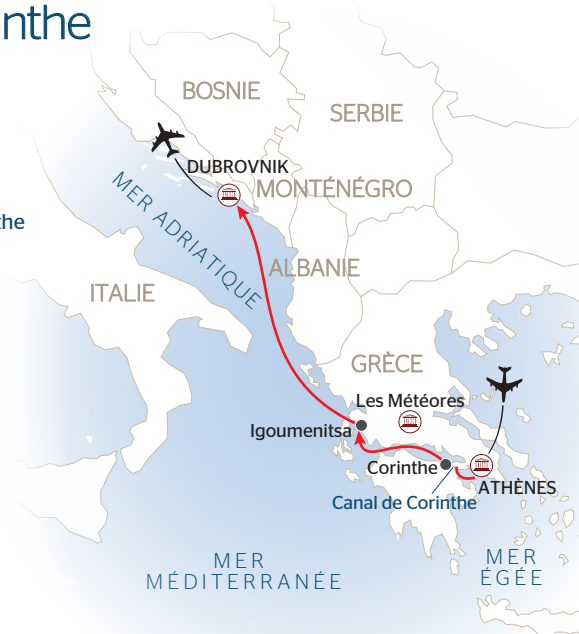 nthe
BOSNIE
SERBIE
DUBROVNIK
MONTÉNÉGRO
MER ADRIATIQUE
the
ALBANIE
ITALIE
GRÈCE
Les Météores
Igoumenitsa
Corinthe
ATHÈNES
Canal de Corinthe
MER
MÉDITERRANÉE
MER
ÉGÉE